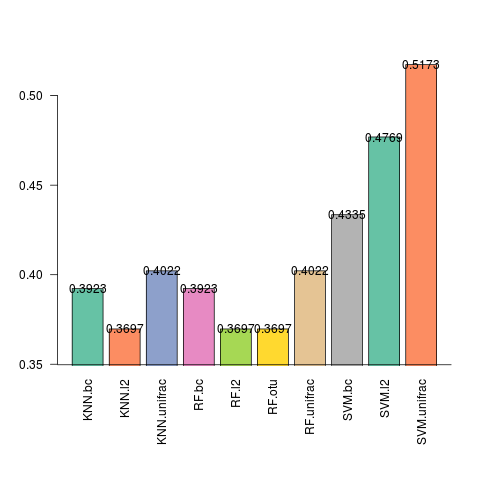 0.5173
0.50
0.4769
0.45
0.4335
0.4022
0.4022
0.40
0.3923
0.3923
0.3697
0.3697
0.3697
0.35
KNN.bc
KNN.l2
KNN.unifrac
RF.bc
RF.l2
RF.otu
RF.unifrac
SVM.bc
SVM.l2
SVM.unifrac